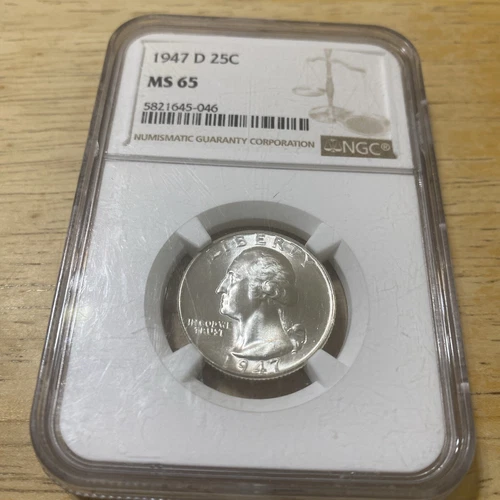 1947 D 25C
MS 65
5821645-046
NUMISMATIC GUARANTY CORPORATION
NGC®
LIBERTY
IN GOD WE
TRUST
1947